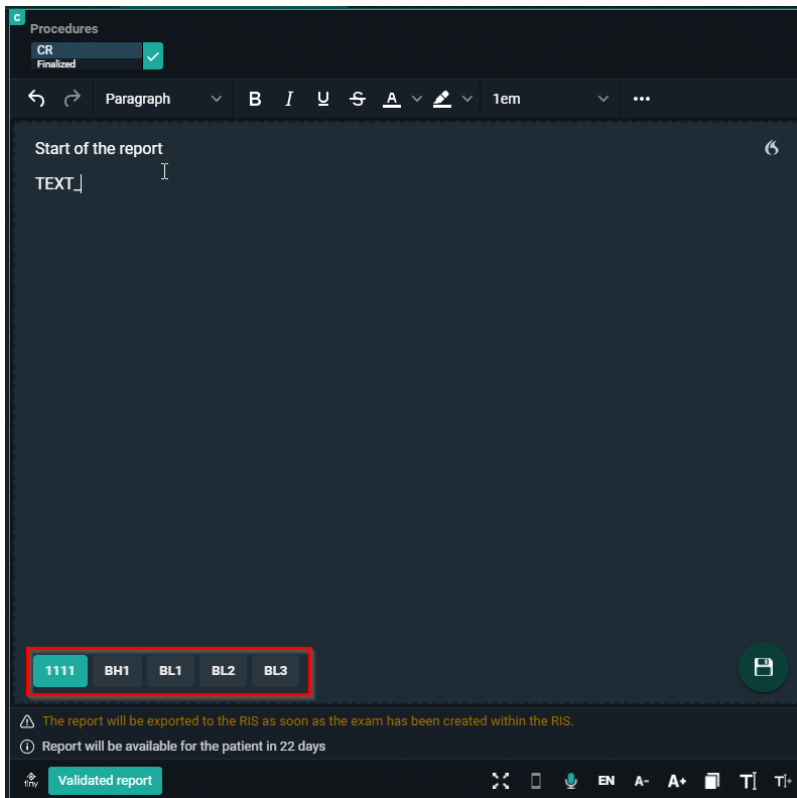 C
Procedures
CR
Finalized
Paragraph B I U S A 1em
Start of the report
TEXT_
1111 BH1 BL1 BL2 BL3
The report will be exported to the RIS as soon as the exam has been created within the RIS.
Report will be available for the patient in 22 days
tiny Validated report EN A- A+ T T+